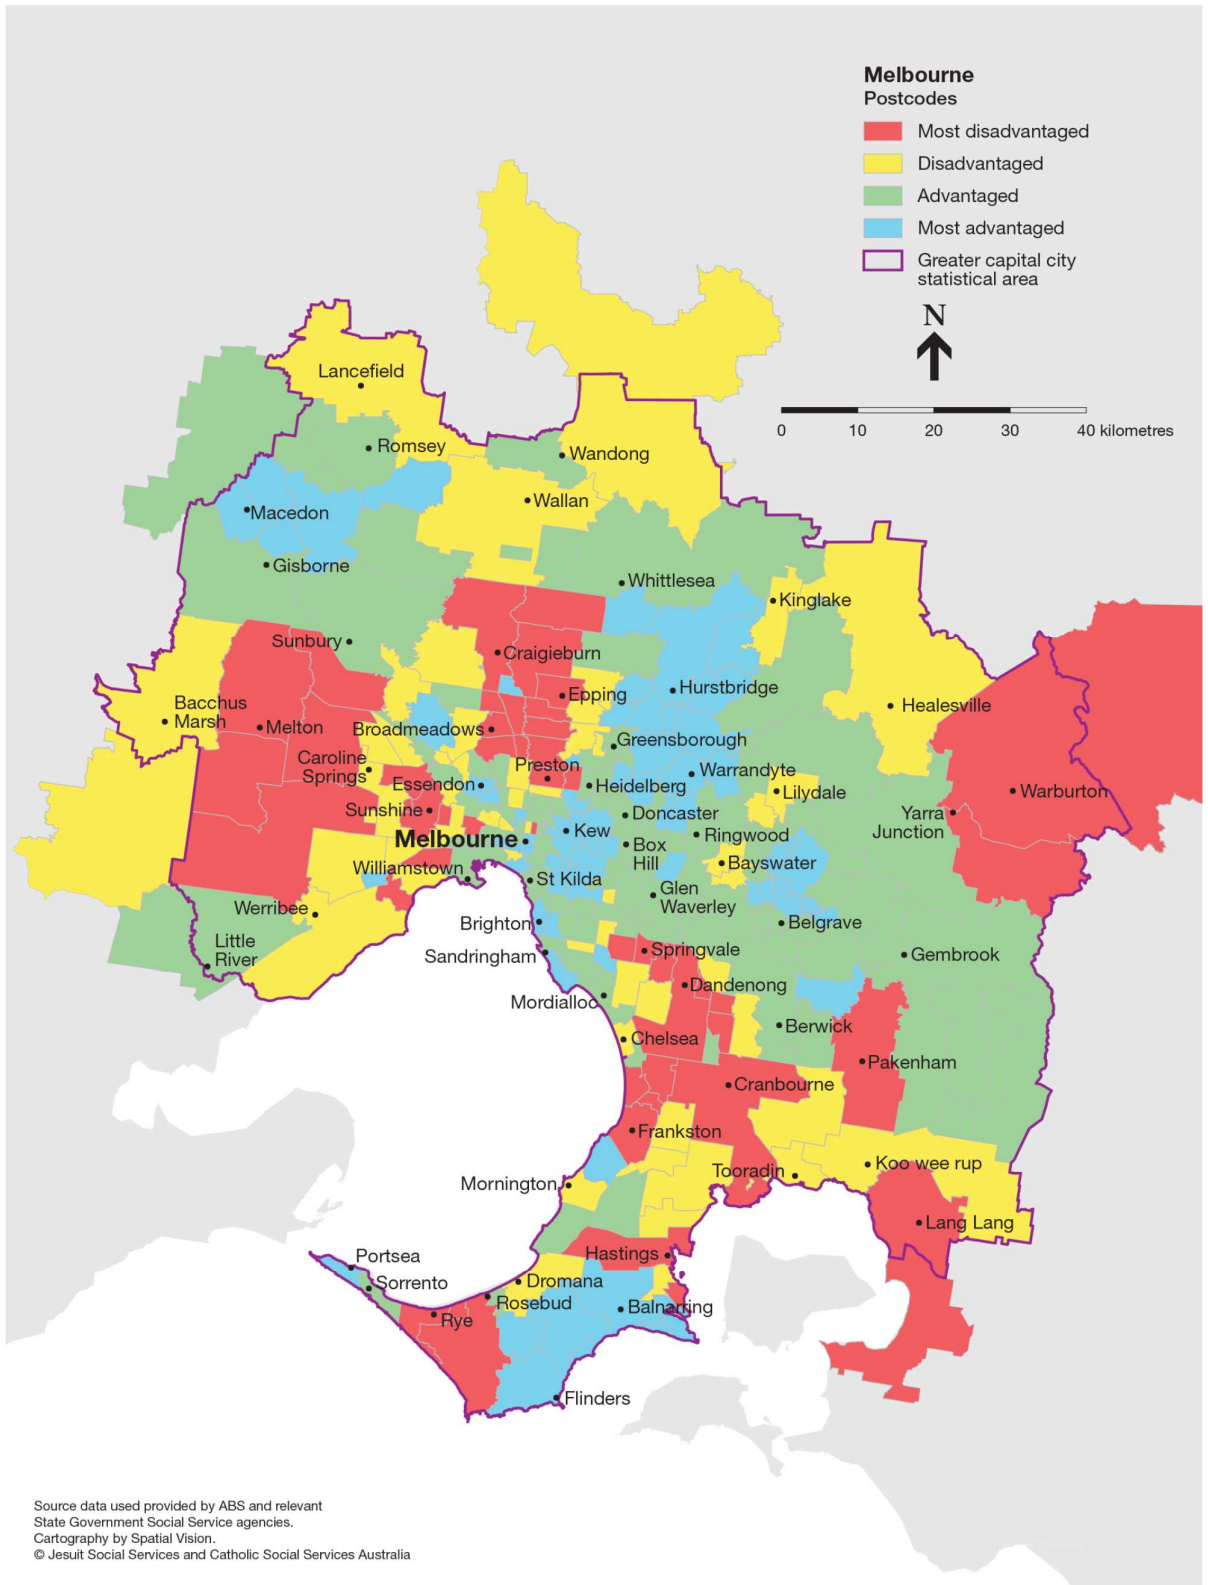 Melbourne
Postcodes
Most disadvantaged
Disadvantaged
Advantaged
Most advantaged
Greater capital city
statistical area
N
0 10 20 30 40 kilometres
Lancefield
Romsey
Wandong
Wallan
Macedon
Gisborne
Whittlesea
Kinglake
Sunbury
Craigieburn
Hurstbridge
Epping
Bacchus
Marsh
Healesville
Melton
Broadmeadows
Greensborough
Caroline
Springs
Preston
Warrandyte
Essendon
Heidelberg
Lilydale
Warburton
Sunshine
Doncaster
Yarra
Junction
Melbourne
Kew
Ringwood
Box
Hill
Bayswater
Williamstown
St Kilda
Glen
Waverley
Werribee
Brighton
Belgrave
Little
River
Sandringham
Springvale
Gembrook
Dandenong
Mordialloc
Berwick
Chelsea
Pakenham
Cranbourne
Frankston
Tooradin
Koo wee rup
Mornington
Lang Lang
Hastings
Portsea
Sorrento
Dromana
Rosebud
Balnarring
Rye
Flinders
Source data used provided by ABS and relevant
State Government Social Service agencies.
Cartography by Spatial Vision.
© Jesuit Social Services and Catholic Social Services Australia